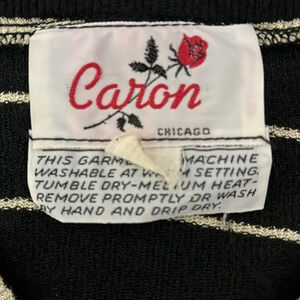 Caron
CHICAGO
THIS GARME MACHINE
WASHABLE AT W M SETTING.
TUMBLE DRY-MEDIUM HEAT-
REMOVE PROMPTLY OR WASH
BY HAND AND DRIP DRY.